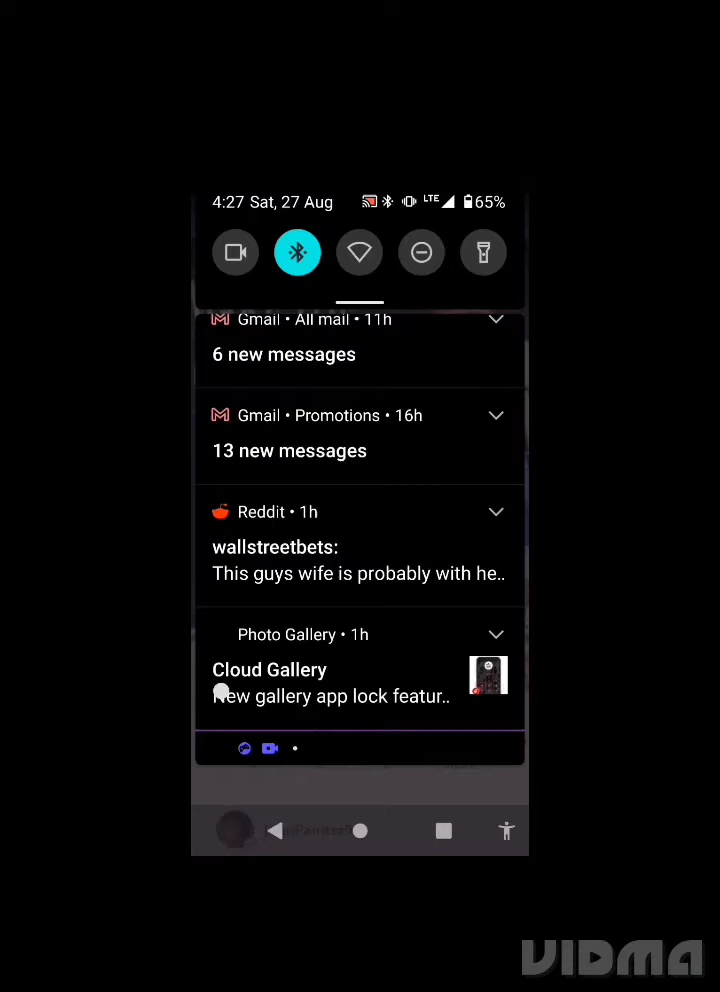 4:27 Sat, 27 Aug LTE 65%
Gmail • All mail • 11h
6 new messages
Gmail • Promotions • 16h
13 new messages
Reddit • 1h
wallstreetbets:
This guys wife is probably with he..
Photo Gallery • 1h
Cloud Gallery
New gallery app lock featur..
VIDMA